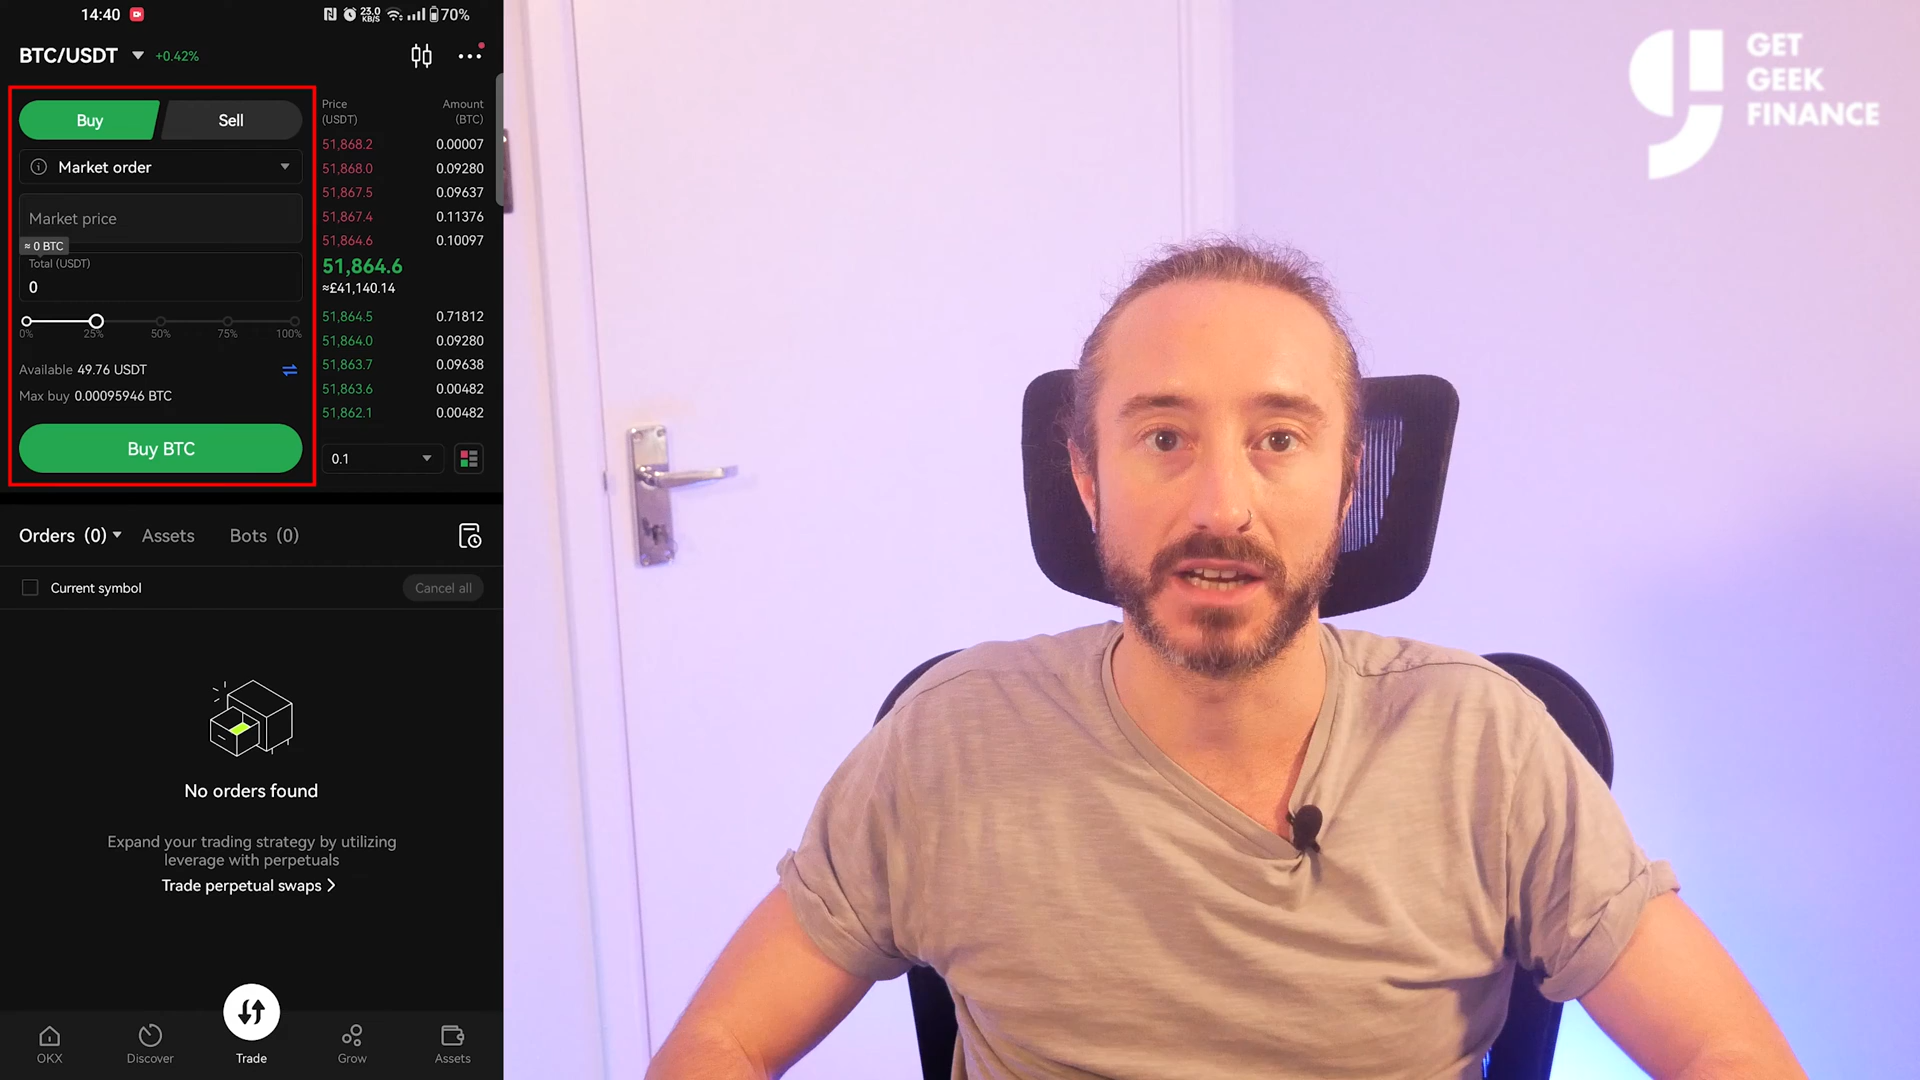 14:40
23.0
KB/S
70%
BTC/USDT
+0.42%
Buy
Sell
Market order
Market price
≈ 0 BTC
Total (USDT)
0
0%
25%
50%
75%
100%
Available 49.76 USDT
Max buy 0.00095946 BTC
Buy BTC
Price
(USDT)
Amount
(BTC)
51,868.2 0.00007
51,868.0 0.09280
51,867.5 0.09637
51,867.4 0.11376
51,864.6 0.10097
51,864.6
≈£41,140.14
51,864.5 0.71812
51,864.0 0.09280
51,863.7 0.09638
51,863.6 0.00482
51,862.1 0.00482
0.1
Orders (0)
Assets
Bots (0)
Current symbol
Cancel all
No orders found
Expand your trading strategy by utilizing
leverage with perpetuals
Trade perpetual swaps
OKX
Discover
Trade
Grow
Assets
GET
GEEK
FINANCE